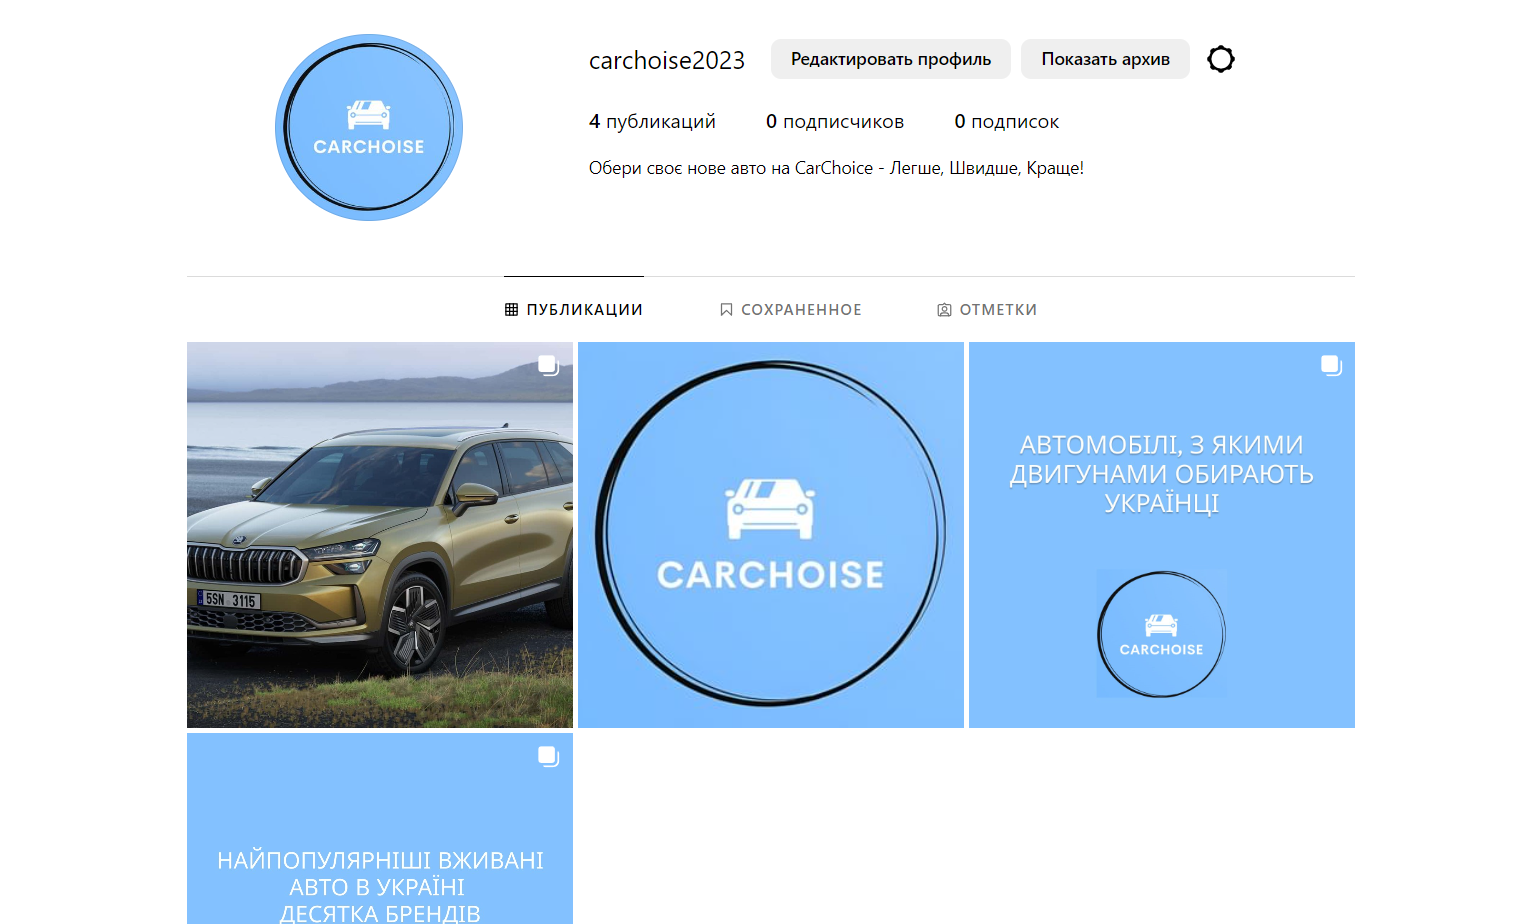 carchoise2023
Редактировать профиль
Показать архив
4 публикаций
0 подписчиков
0 подписок
Обери своє нове авто на CarChoice - Легше, Швидше, Краще!
CARCHOISE
ПУБЛИКАЦИИ
СОХРАНЕННОЕ
ОТМЕТКИ
5SN 3115
CARCHOISE
АВТОМОБІЛІ, З ЯКИМИ
ДВИГУНАМИ ОБИРАЮТЬ
УКРАЇНЦІ
CARCHOISE
НАЙПОПУЛЯРНІШІ ВЖИВАНІ
АВТО В УКРАЇНІ
ДЕСЯТКА БРЕНДІВ